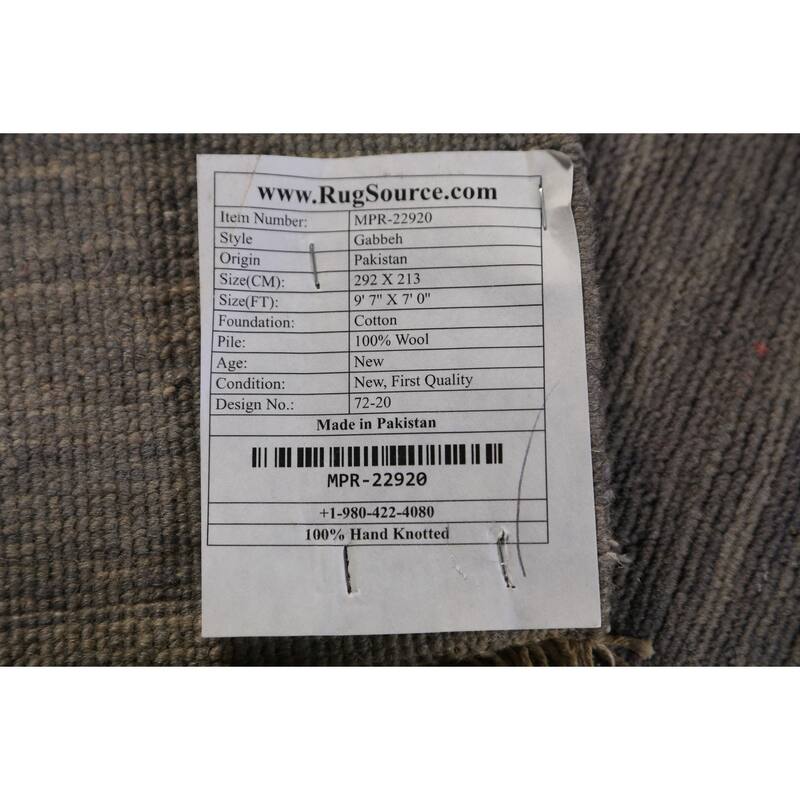 www.RugSource.com
Item Number: MPR-22920
Style Gabbeh
Origin Pakistan
Size(CM): 292 X 213
Size(FT): 9' 7" X 7' 0"
Foundation: Cotton
Pile: 100% Wool
Age: New
Condition: New, First Quality
Design No.: 72-20
Made in Pakistan
MPR-22920
+1-980-422-4080
100% Hand Knotted